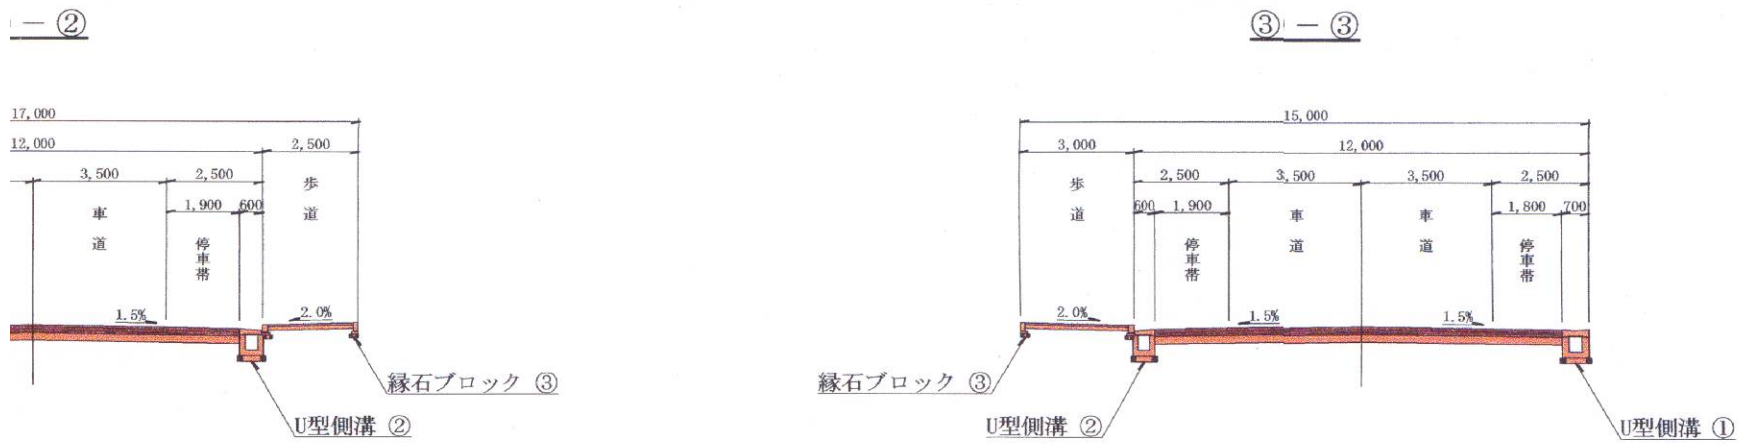 － ②
17,000
12,000
2,500
3,500
2,500
1,900
600
車道
停車帯
歩道
1.5%
2.0%
縁石ブロック ③
U型側溝 ②
③ － ③
15,000
3,000
12,000
2,500
3,500
3,500
2,500
600
1,900
1,800
700
歩道
停車帯
車道
車道
停車帯
2.0%
1.5%
1.5%
縁石ブロック ③
U型側溝 ②
U型側溝 ①